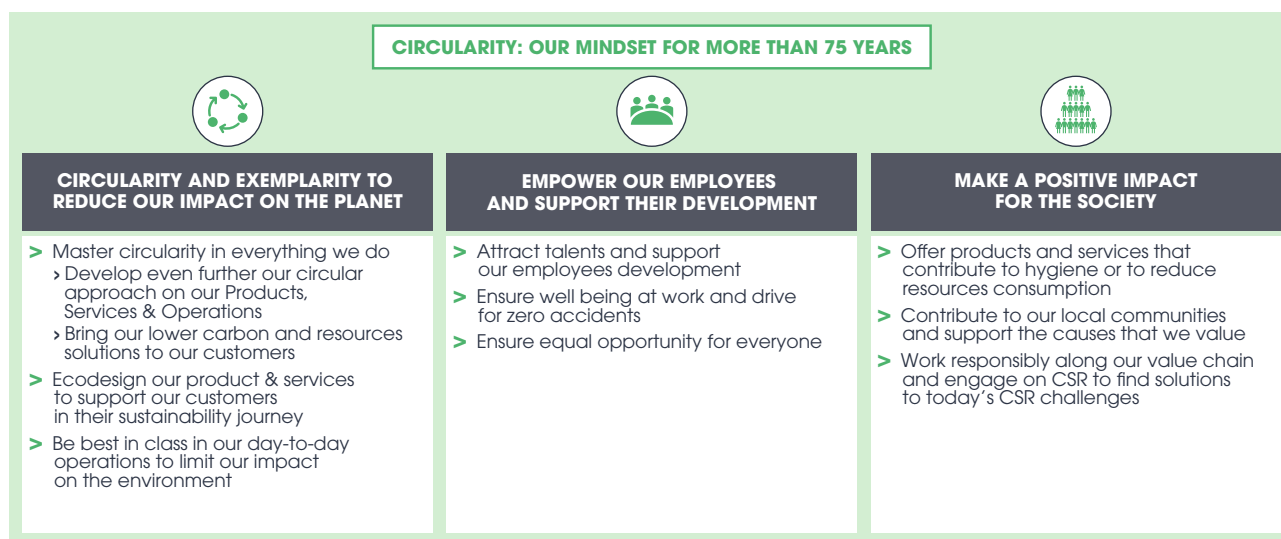 CIRCULARITY: OUR MINDSET FOR MORE THAN 75 YEARS
CIRCULARITY AND EXEMPLARITY TO
REDUCE OUR IMPACT ON THE PLANET
> Master circularity in everything we do
› Develop even further our circular
approach on our Products,
Services & Operations
› Bring our lower carbon and resources
solutions to our customers
> Ecodesign our product & services
to support our customers
in their sustainability journey
> Be best in class in our day-to-day
operations to limit our impact
on the environment
EMPOWER OUR EMPLOYEES
AND SUPPORT THEIR DEVELOPMENT
> Attract talents and support
our employees development
> Ensure well being at work and drive
for zero accidents
> Ensure equal opportunity for everyone
MAKE A POSITIVE IMPACT
FOR THE SOCIETY
> Offer products and services that
contribute to hygiene or to reduce
resources consumption
> Contribute to our local communities
and support the causes that we value
> Work responsibly along our value chain
and engage on CSR to find solutions
to today's CSR challenges